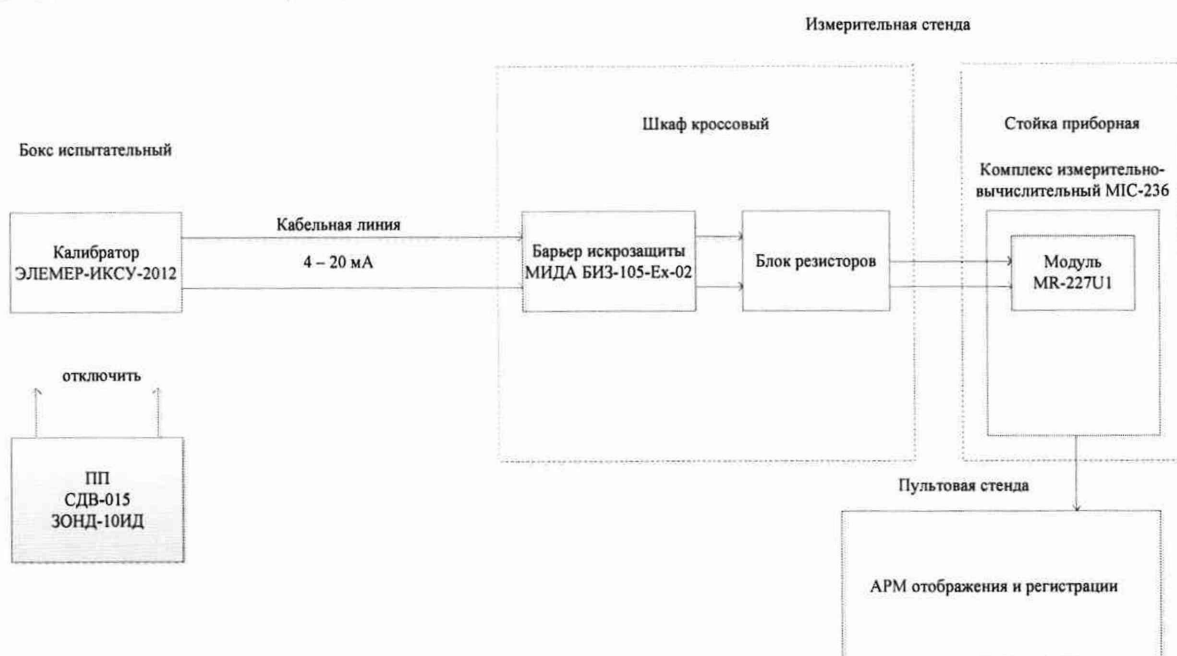 Измерительная стенда
Шкаф кроссовый
Стойка приборная
Бокс испытательный
Комплекс измерительно-
вычислительный MIC-236
Калибратор
ЭЛЕМЕР-ИКСУ-2012
Кабельная линия
4 – 20 мА
Барьер искрозащиты
МИДА БИЗ-105-Ex-02
Блок резисторов
Модуль
MR-227U1
отключить
ПП
СДВ-015
ЗОНД-10ИД
Пультовая стенда
АРМ отображения и регистрации